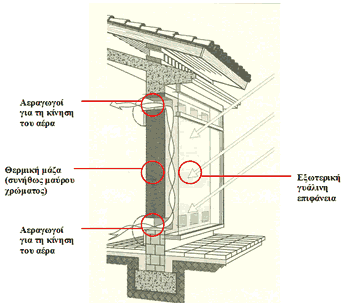 Αεραγωγοί
για τη κίνηση
του αέρα
Θερμική μάζα
(συνήθως μαύρου
χρώματος)
Εξωτερική
γυάλινη
επιφάνεια
Αεραγωγοί
για τη κίνηση
του αέρα